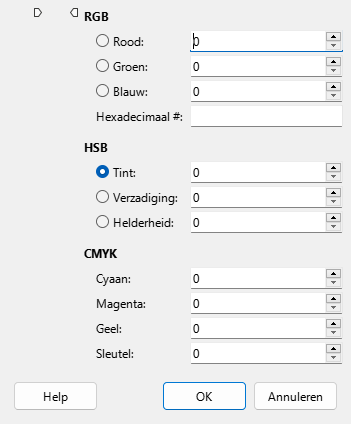 RGB
Rood: 0
Groen: 0
Blauw: 0
Hexadecimaal #:
HSB
Tint: 0
Verzadiging: 0
Helderheid: 0
CMYK
Cyaan: 0
Magenta: 0
Geel: 0
Sleutel: 0
Help OK Annuleren